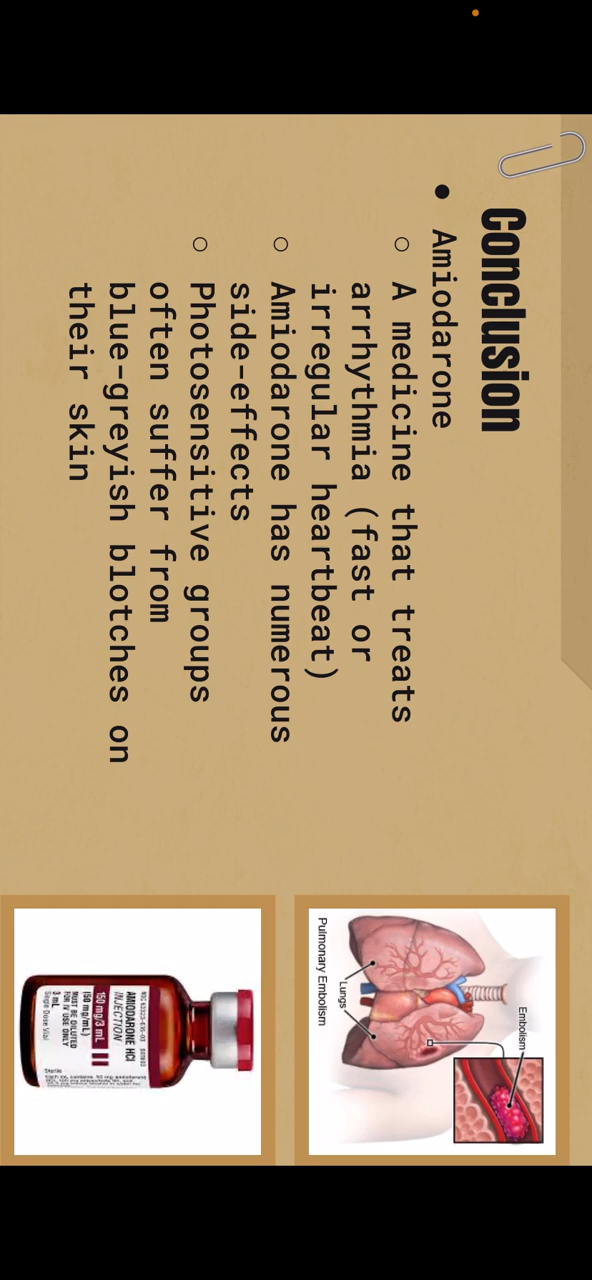 Conclusion
● Amiodarone
○ A medicine that treats
arrhythmia (fast or
irregular heartbeat)
○ Amiodarone has numerous
side-effects
○ Photosensitive groups
often suffer from
blue-greyish blotches on
their skin
Embolism
Lungs
Pulmonary Embolism
AMIODARONE HCl
INJECTION
150 mg/3 mL
(50 mg/mL)
MUST BE DILUTED
FOR IV USE ONLY
3 mL
Single Dose Vial
Sterile